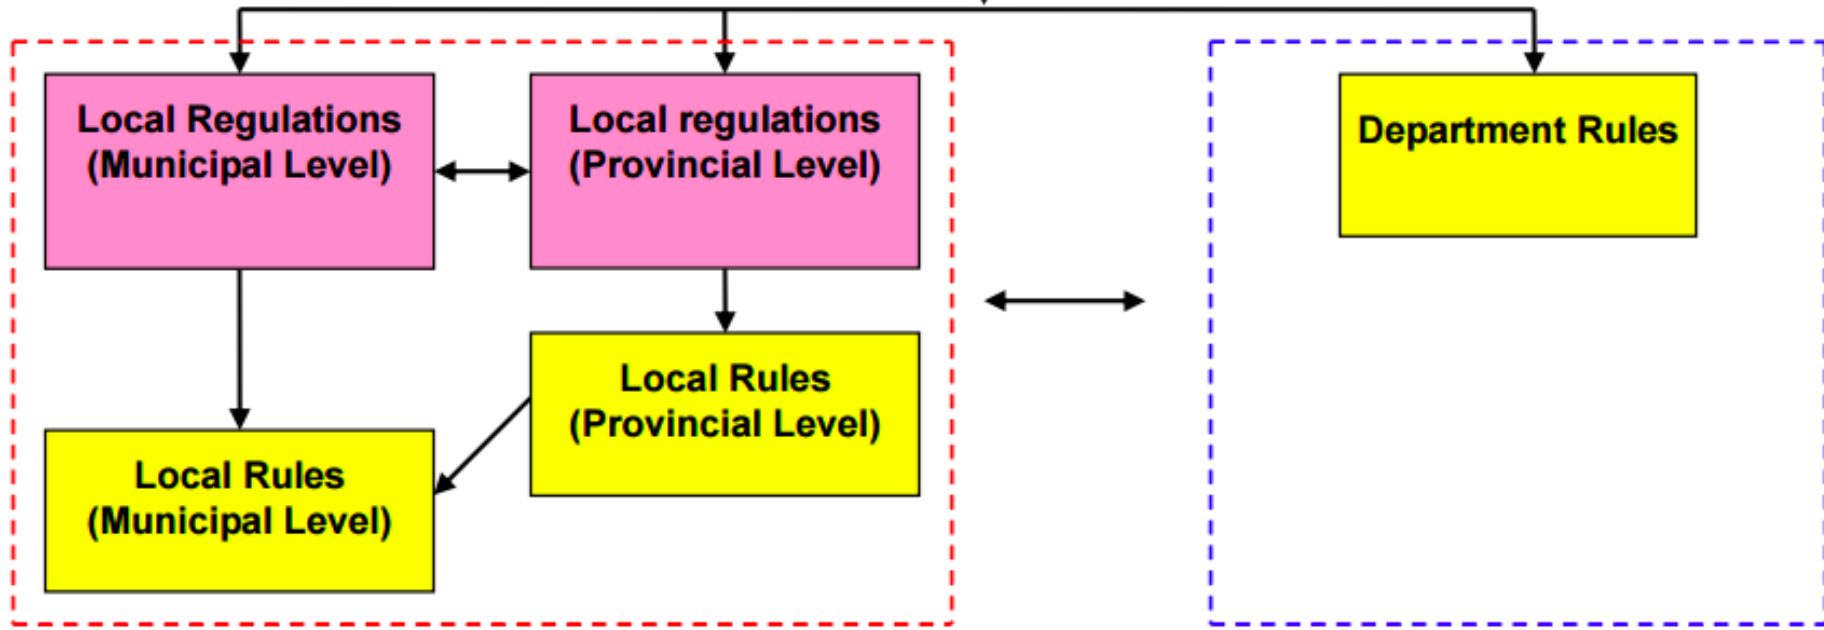 Local Regulations
(Municipal Level)
Local regulations
(Provincial Level)
Department Rules
Local Rules
(Provincial Level)
Local Rules
(Municipal Level)